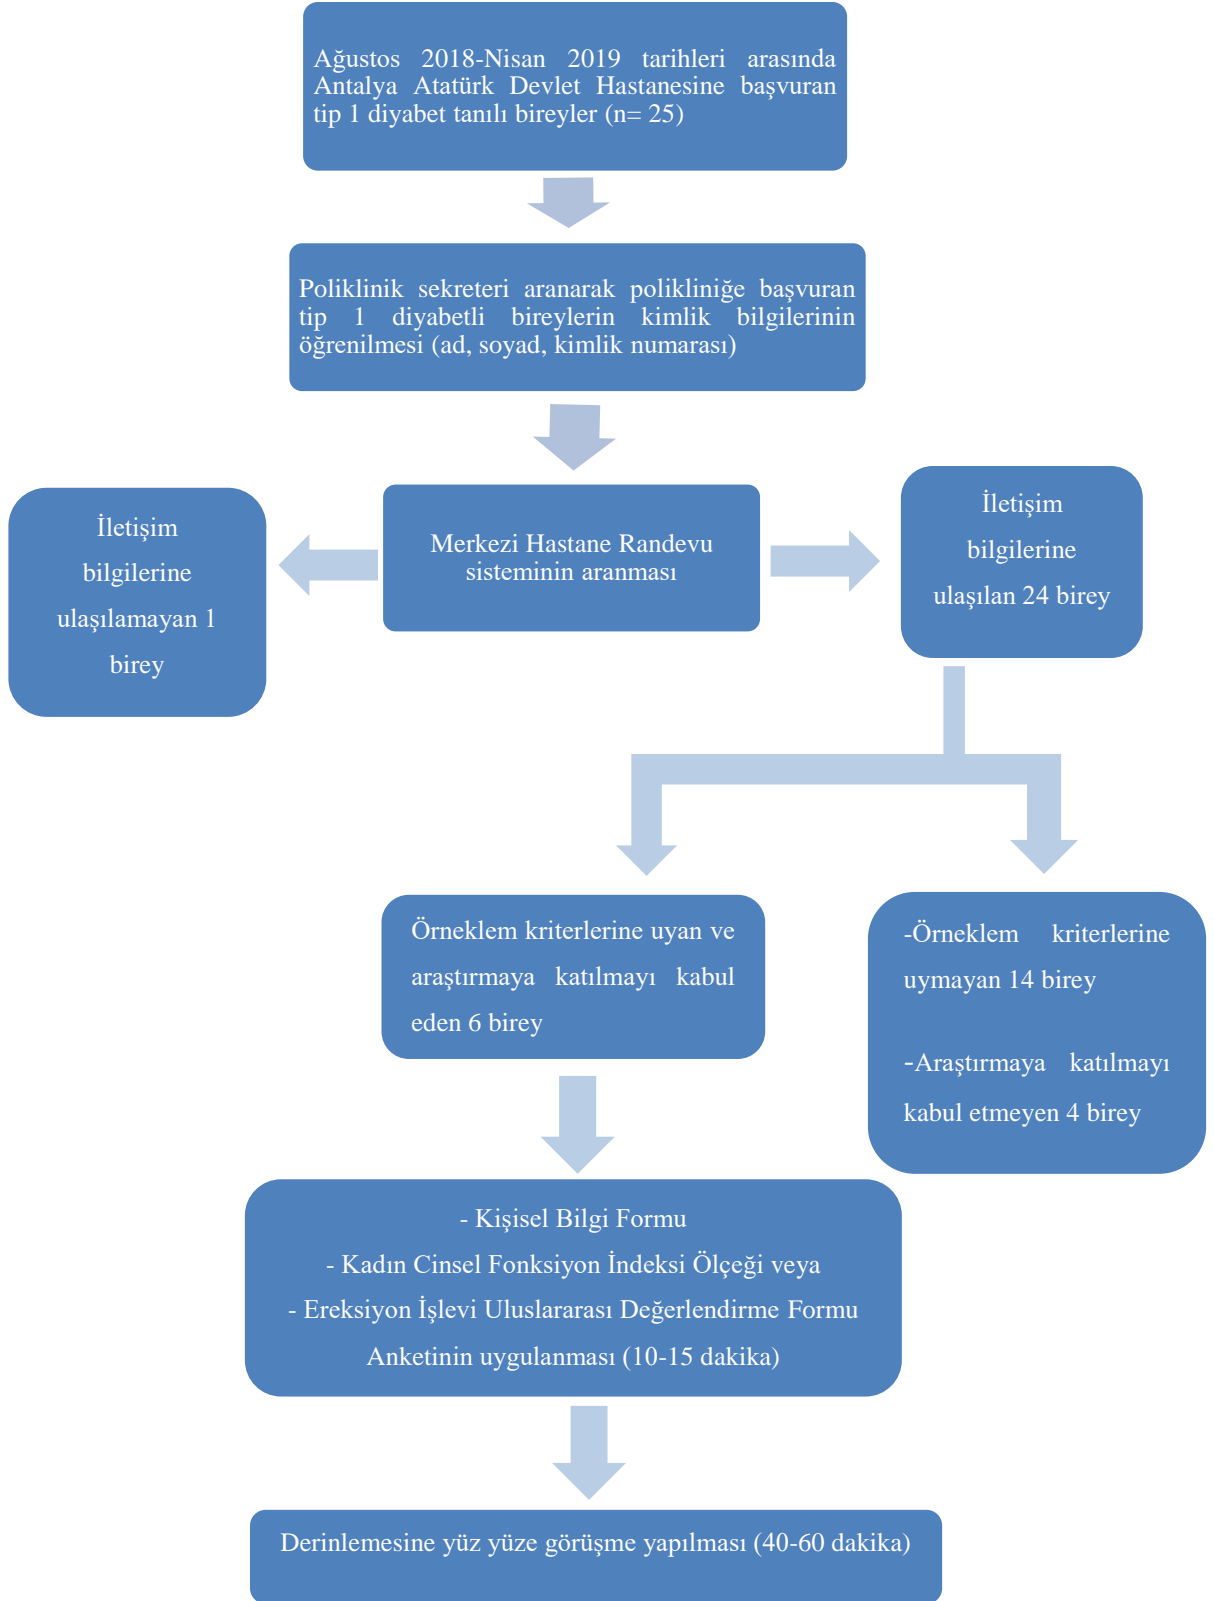 Ağustos 2018-Nisan 2019 tarihleri arasında
Antalya Atatürk Devlet Hastanesine başvuran
tip 1 diyabet tanılı bireyler (n= 25)
Poliklinik sekreteri aranarak polikliniğe başvuran
tip 1 diyabetli bireylerin kimlik bilgilerinin
öğrenilmesi (ad, soyad, kimlik numarası)
İletişim
bilgilerine
ulaşılamayan 1
birey
Merkezi Hastane Randevu
sisteminin aranması
İletişim
bilgilerine
ulaşılan 24 birey
Örneklem kriterlerine uyan ve
araştırmaya katılmayı kabul
eden 6 birey
-Örneklem kriterlerine
uymayan 14 birey
-Araştırmaya katılmayı
kabul etmeyen 4 birey
- Kişisel Bilgi Formu
- Kadın Cinsel Fonksiyon İndeksi Ölçeği veya
- Ereksiyon İşlevi Uluslararası Değerlendirme Formu
Anketinin uygulanması (10-15 dakika)
Derinlemesine yüz yüze görüşme yapılması (40-60 dakika)